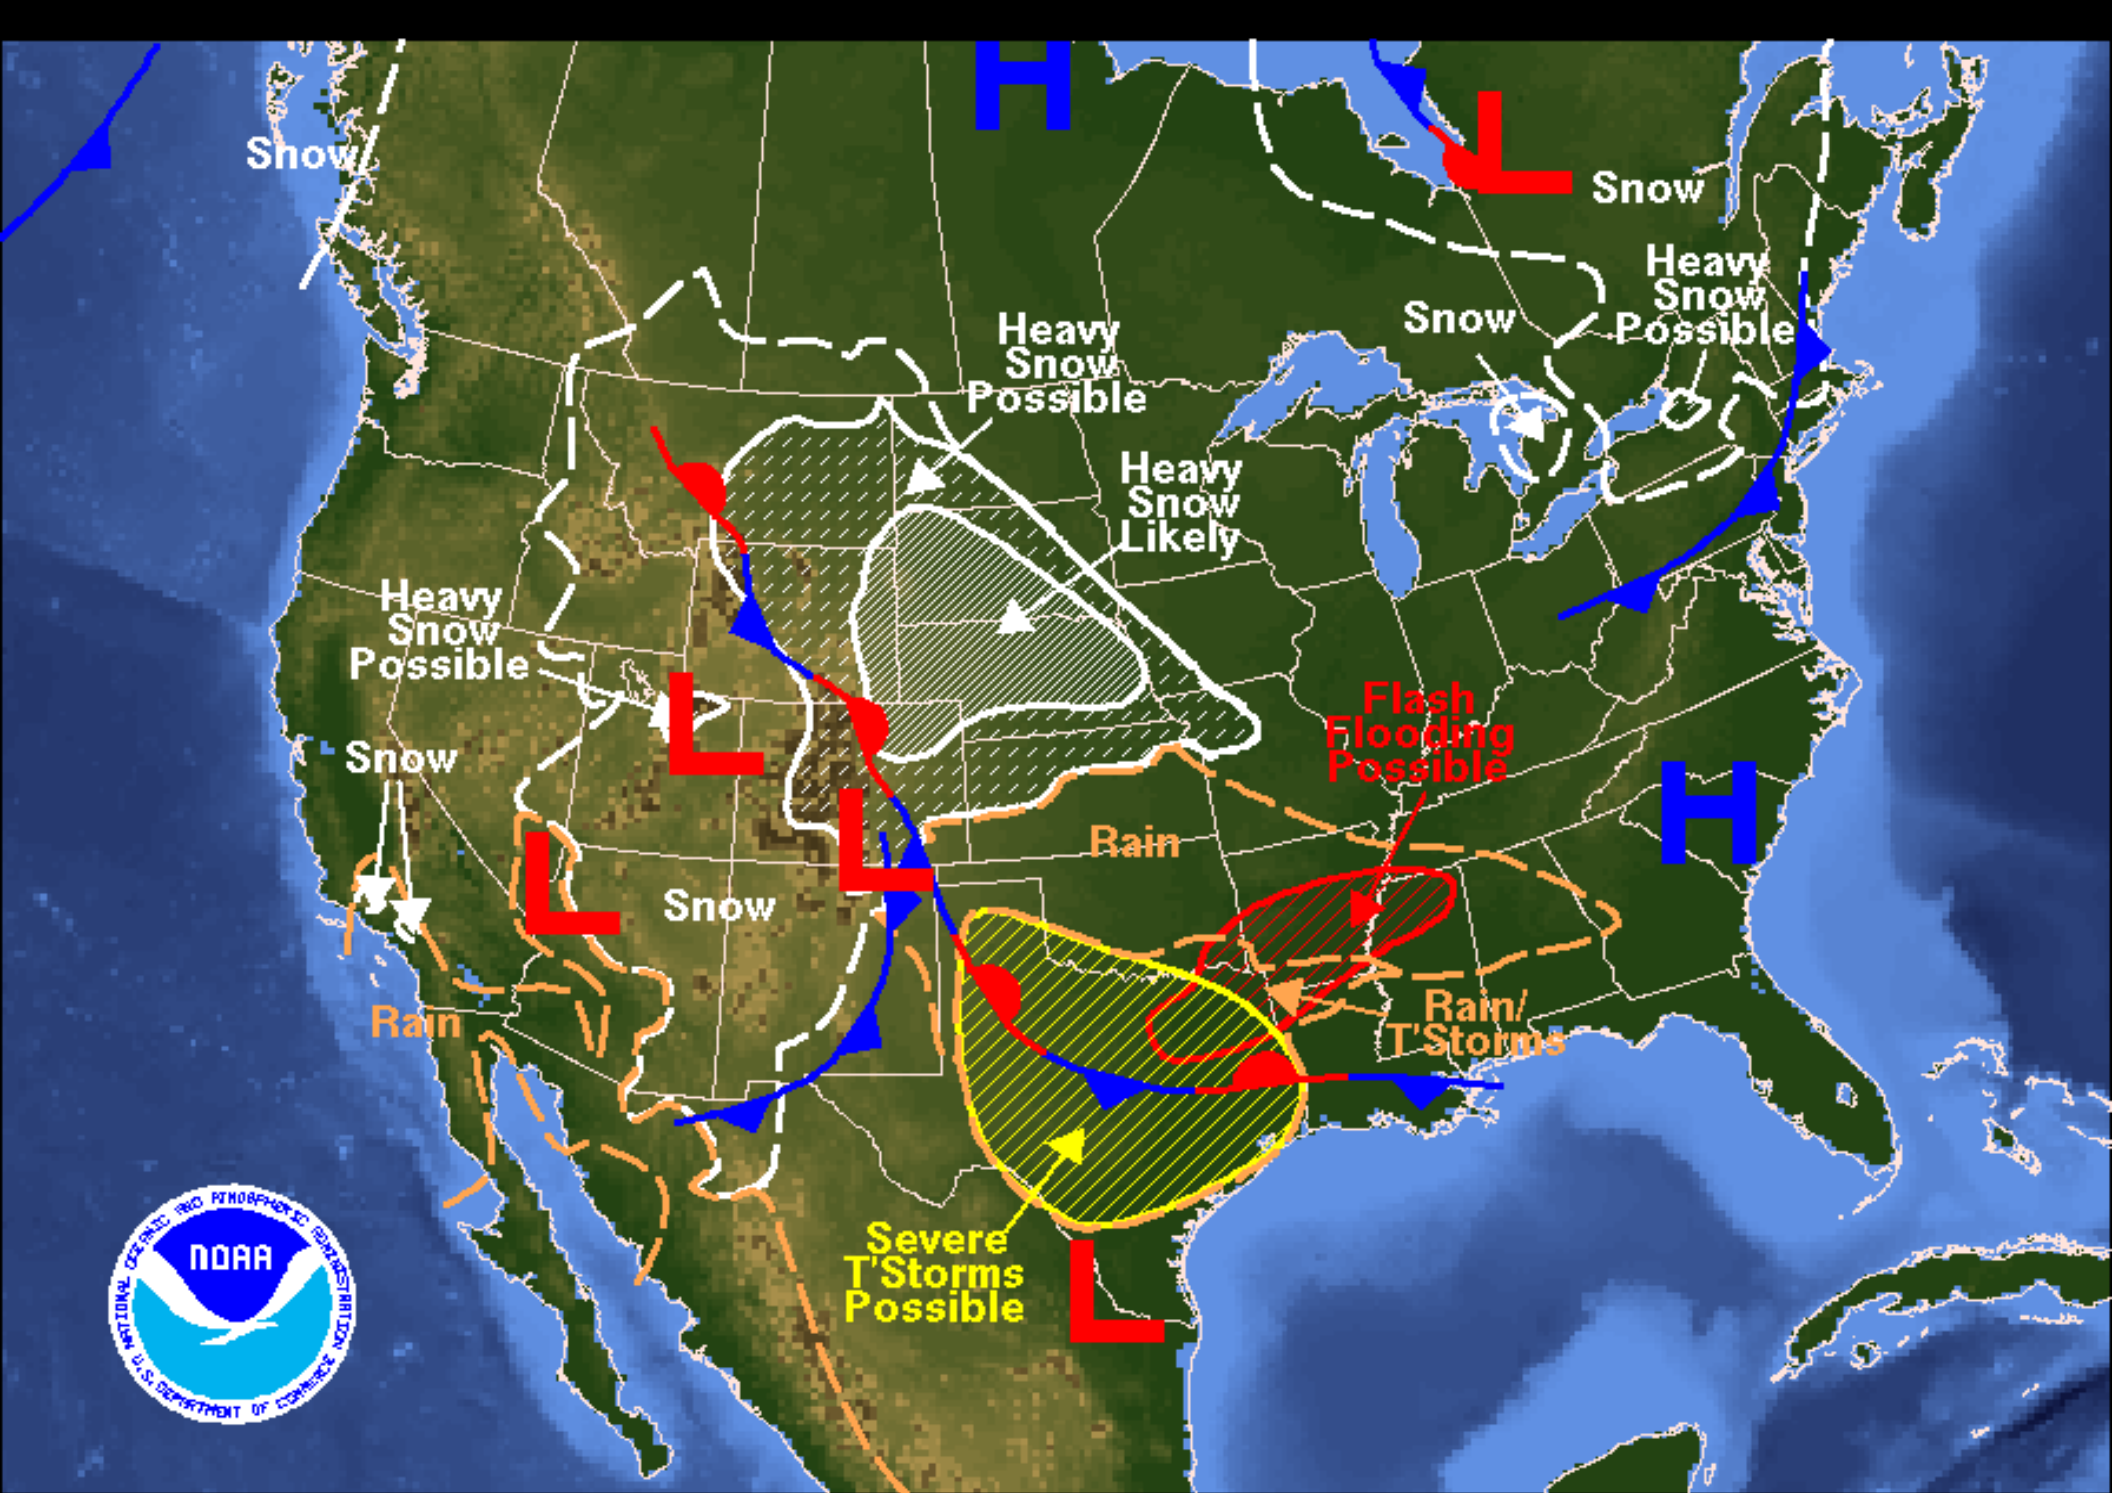 H
L
Snow
Snow
Heavy
Snow
Possible
Snow
Heavy
Snow
Possible
Heavy
Snow
Likely
Heavy
Snow
Possible
L
Snow
Flash
Flooding
Possible
H
L
Rain
L
Snow
Rain
Rain/
T'Storms
Severe
T'Storms
Possible
L
NATIONAL OCEANIC AND ATMOSPHERIC ADMINISTRATION
NOAA
U.S. DEPARTMENT OF COMMERCE